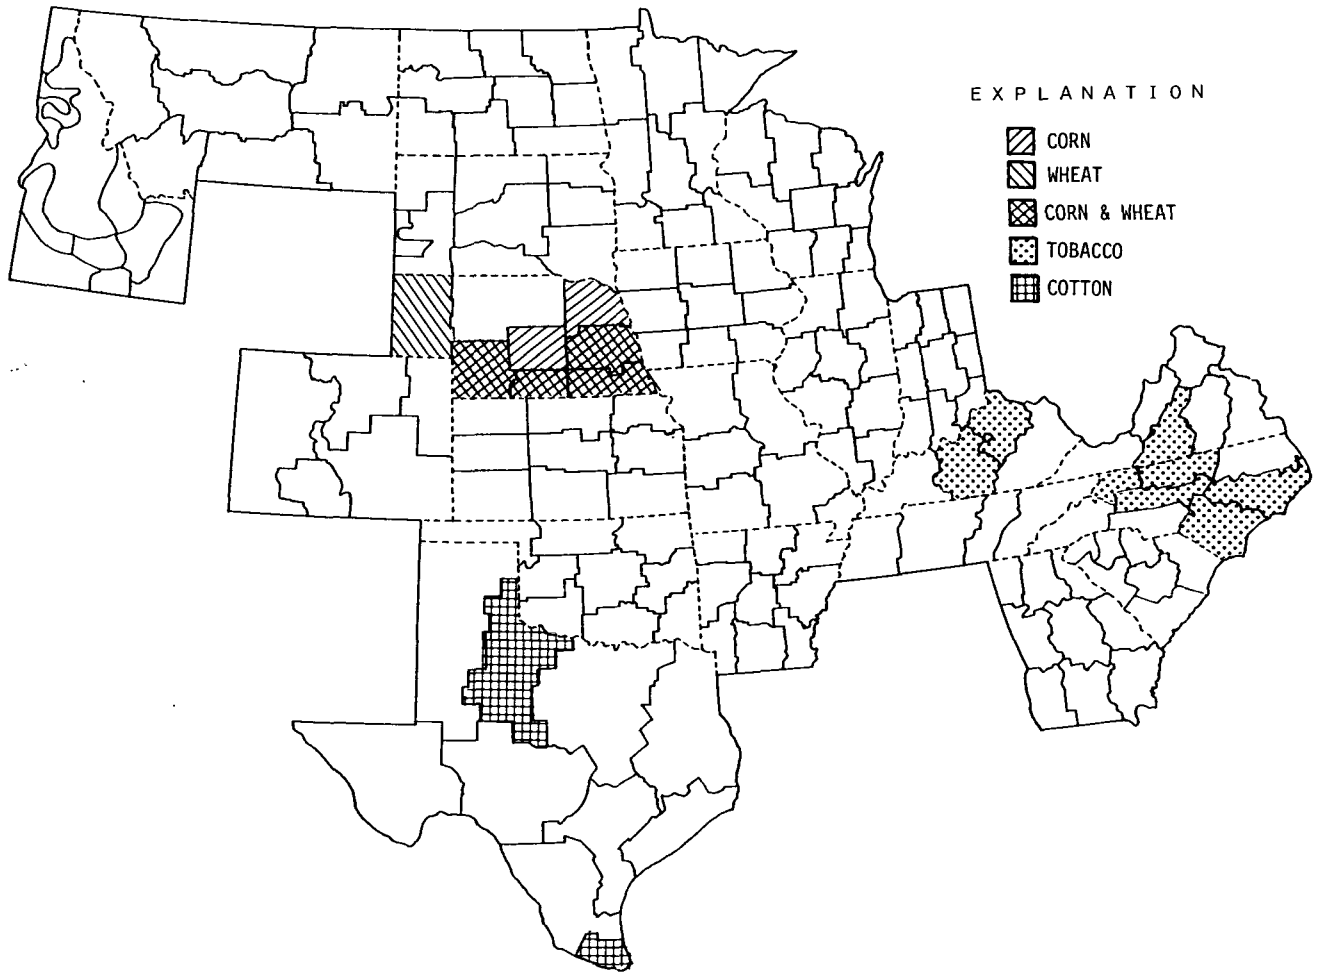 EXPLANATION
CORN
WHEAT
CORN & WHEAT
TOBACCO
COTTON